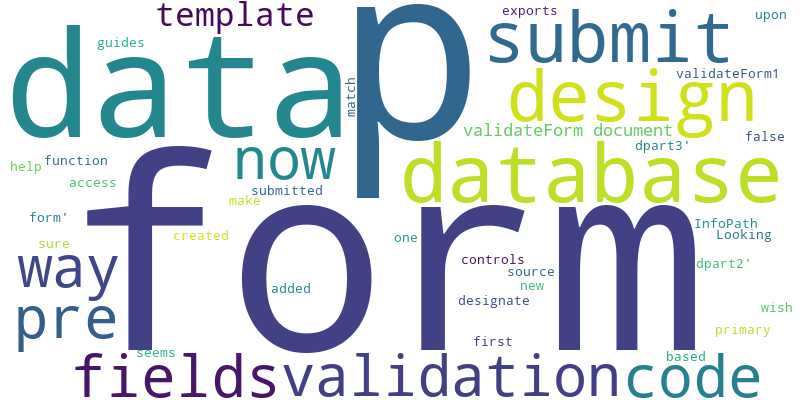 template
exports
upon
data
p
submit
guides
validateForm1
match
design
validateForm document
false
now
database
dpart3'
help
function
access
submitted
make
form
form'
InfoPath
Looking
sure
created
one
way
controls
source
dpart2'
added
new
designate
wish
pre
first
primary
seems
based
fields
validation
code